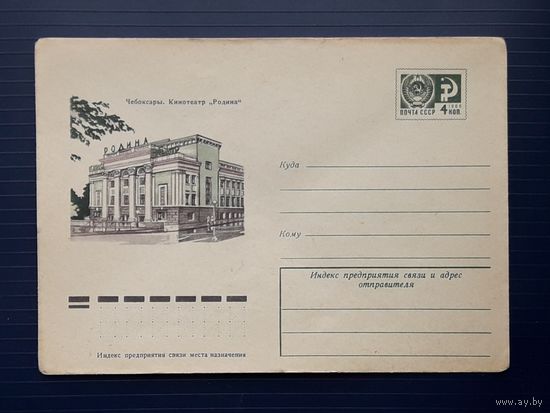 Чебоксары. Кинотеатр „Родина“
РОДИНА
1966
ПОЧТА СССР 4 КОП.
Куда
Кому
Индекс предприятия связи и адрес
отправителя
Индекс предприятия связи места назначения
www.ay.by